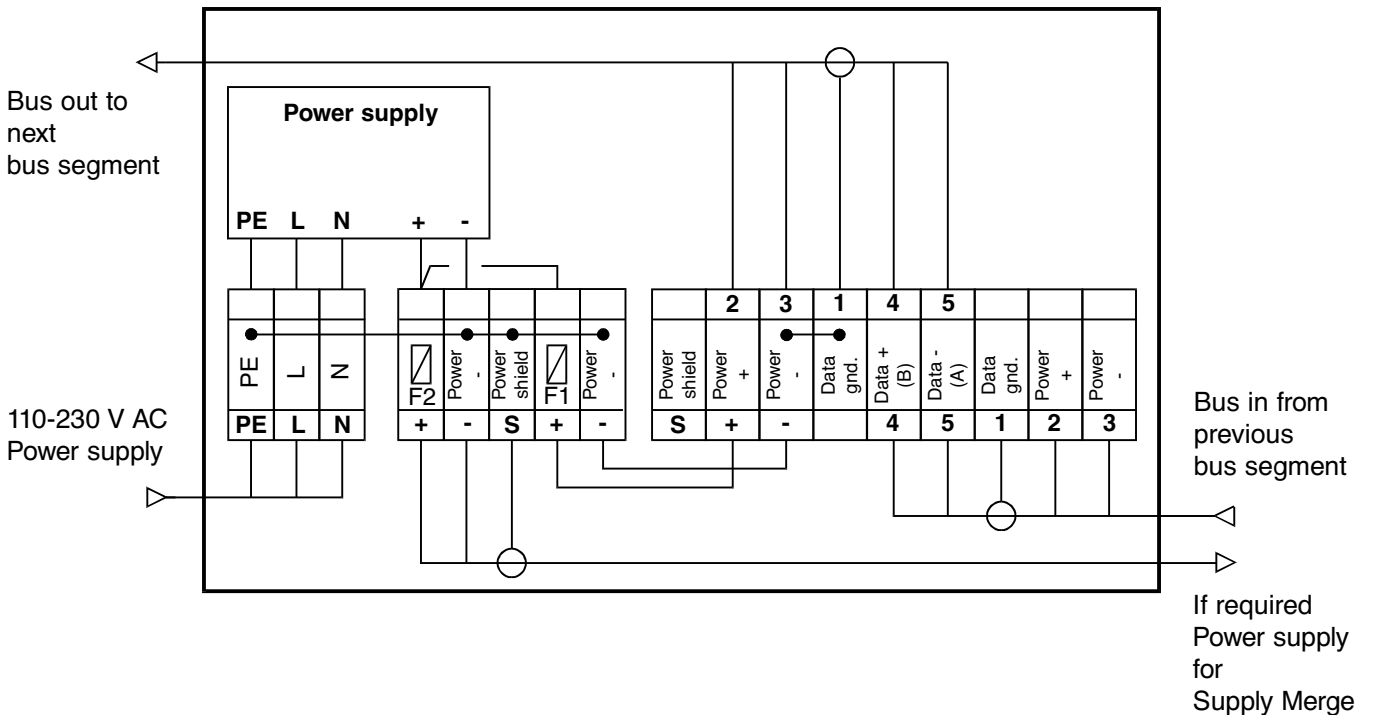 Bus out to
next
bus segment
Power supply
PE L N + -
2 3 1 4 5
PE L N
F2 Power - Power shield F1 Power -
Power shield Power + Power - Data gnd. Data + (B) Data - (A) Data gnd. Power + Power -
PE L N + - S + - S + - 4 5 1 2 3
110-230 V AC
Power supply
Bus in from
previous
bus segment
If required
Power supply
for
Supply Merge